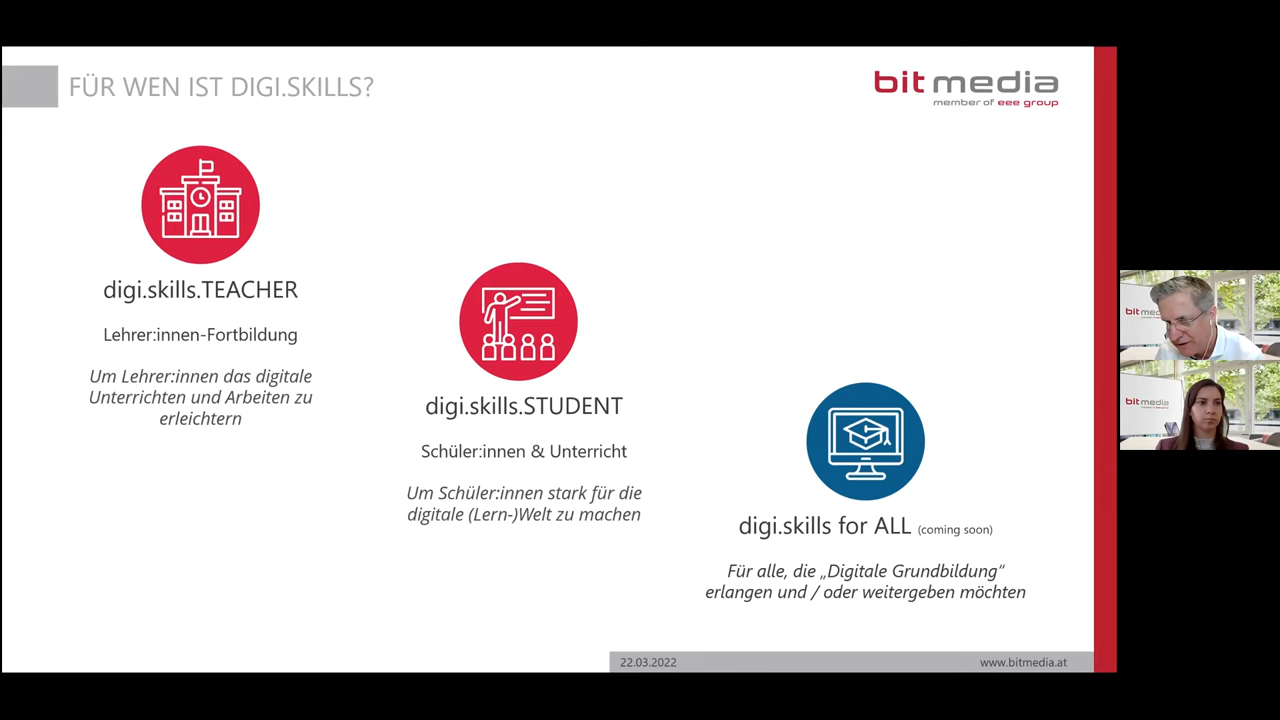 FÜR WEN IST DIGI.SKILLS?
bit media
member of eee group
digi.skills.TEACHER
Lehrer:innen-Fortbildung
Um Lehrer:innen das digitale
Unterrichten und Arbeiten zu
erleichtern
digi.skills.STUDENT
Schüler:innen & Unterricht
Um Schüler:innen stark für die
digitale (Lern-)Welt zu machen
digi.skills for ALL (coming soon)
Für alle, die „Digitale Grundbildung“
erlangen und / oder weitergeben möchten
22.03.2022
www.bitmedia.at
bit media